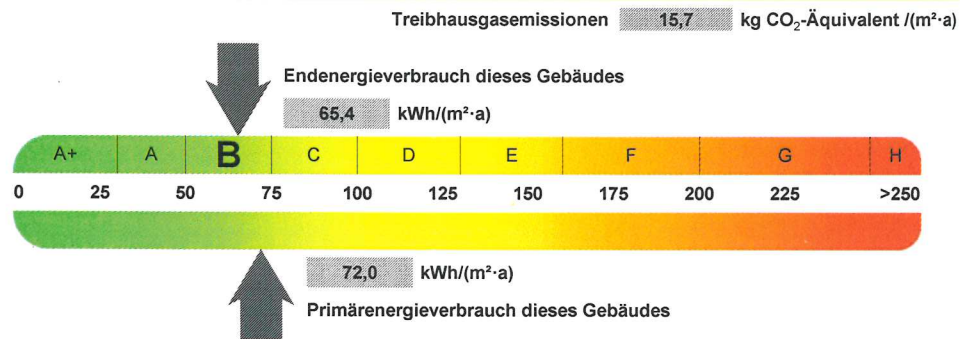 Treibhausgasemissionen 15,7 kg CO₂-Äquivalent /(m²·a)
Endenergieverbrauch dieses Gebäudes
65,4 kWh/(m²·a)
A+ A B C D E F G H
0 25 50 75 100 125 150 175 200 225 >250
72,0 kWh/(m²·a)
Primärenergieverbrauch dieses Gebäudes